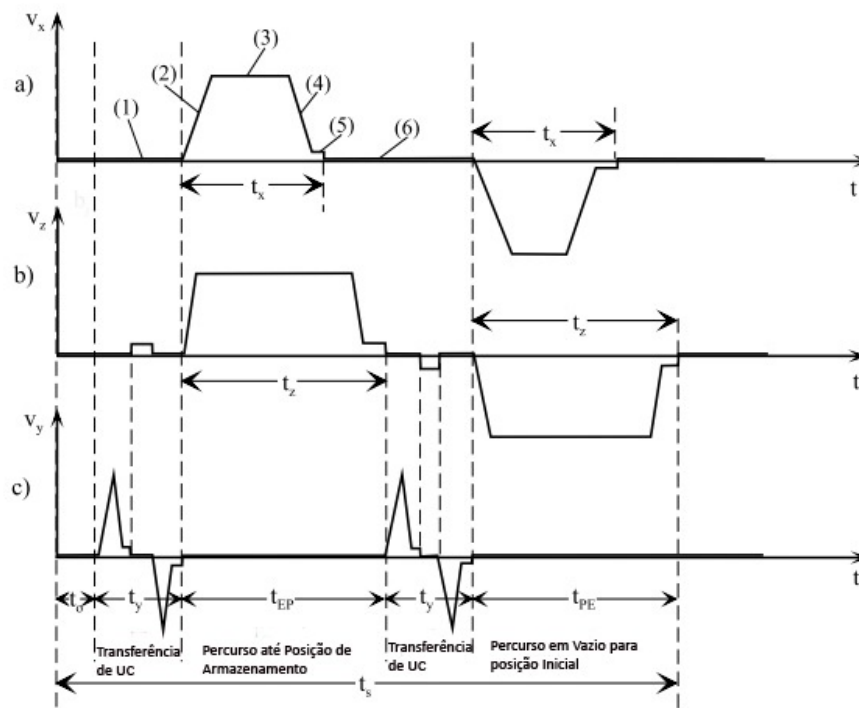 v_x
a)
(1)
(2)
(3)
(4)
(5)
(6)
t_x
t_x
t
v_z
b)
t_z
t_z
t
v_y
c)
t
t_o
t_y
t_EP
t_y
t_PE
Transferência
de UC
Percurso até Posição de
Armazenamento
Transferência
de UC
Percurso em Vazio para
posição Inicial
t_s